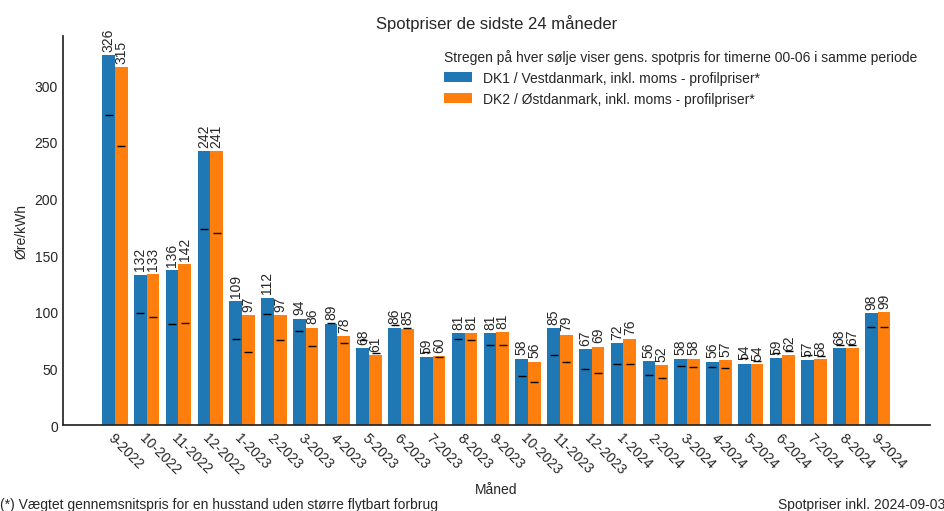 Spotpriser de sidste 24 måneder
Stregen på hver sølje viser gens. spotpris for timerne 00-06 i samme periode
DK1 / Vestdanmark, inkl. moms - profilpriser*
DK2 / Østdanmark, inkl. moms - profilpriser*
Øre/kWh
300
250
200
150
100
50
0
326 315 132 133 136 142 242 241 109 97 112 97 94 86 89 78 68 61 86 85 59 60 81 81 81 81 58 56 85 79 67 69 72 76 56 52 58 58 56 57 54 54 59 62 57 58 68 67 98 99
9-2022 10-2022 11-2022 12-2022 1-2023 2-2023 3-2023 4-2023 5-2023 6-2023 7-2023 8-2023 9-2023 10-2023 11-2023 12-2023 1-2024 2-2024 3-2024 4-2024 5-2024 6-2024 7-2024 8-2024 9-2024
Måned
(*) Vægtet gennemsnitspris for en husstand uden større flytbart forbrug
Spotpriser inkl. 2024-09-03